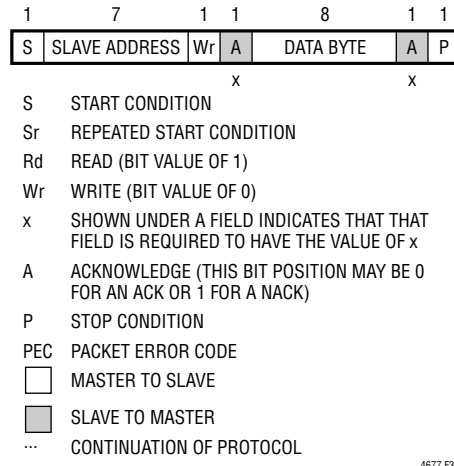 1 7 1 1 8 1 1
S SLAVE ADDRESS Wr A DATA BYTE A P
x x
S START CONDITION
Sr REPEATED START CONDITION
Rd READ (BIT VALUE OF 1)
Wr WRITE (BIT VALUE OF 0)
x SHOWN UNDER A FIELD INDICATES THAT THAT
FIELD IS REQUIRED TO HAVE THE VALUE OF x
A ACKNOWLEDGE (THIS BIT POSITION MAY BE 0
FOR AN ACK OR 1 FOR A NACK)
P STOP CONDITION
PEC PACKET ERROR CODE
MASTER TO SLAVE
SLAVE TO MASTER
... CONTINUATION OF PROTOCOL
4677 F3